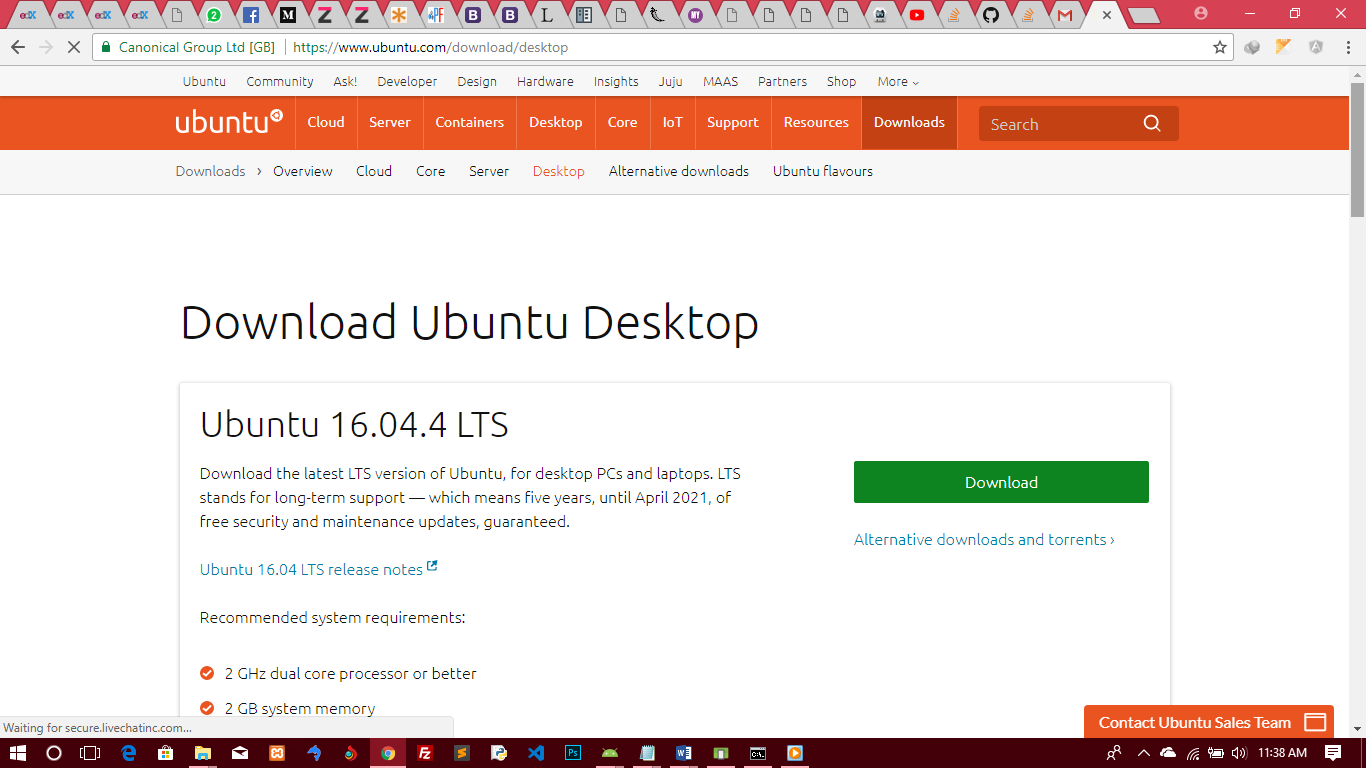 Canonical Group Ltd [GB] https://www.ubuntu.com/download/desktop
Ubuntu Community Ask! Developer Design Hardware Insights Juju MAAS Partners Shop More
ubuntu Cloud Server Containers Desktop Core IoT Support Resources Downloads Search
Downloads › Overview Cloud Core Server Desktop Alternative downloads Ubuntu flavours
Download Ubuntu Desktop
Ubuntu 16.04.4 LTS
Download the latest LTS version of Ubuntu, for desktop PCs and laptops. LTS
stands for long-term support — which means five years, until April 2021, of
free security and maintenance updates, guaranteed.
Download
Alternative downloads and torrents ›
Ubuntu 16.04 LTS release notes
Recommended system requirements:
2 GHz dual core processor or better
2 GB system memory
Waiting for secure.livechatinc.com...
Contact Ubuntu Sales Team
11:38 AM